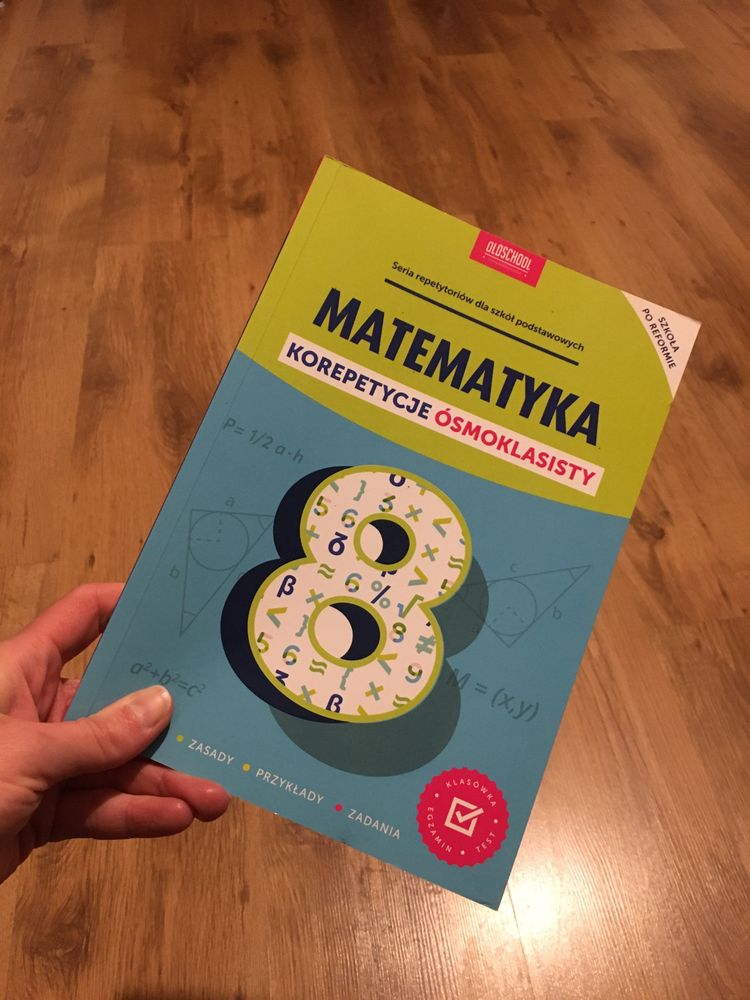 OLDSCHOOL
Seria repetytoriów dla szkół podstawowych
SZKOŁA
PO REFORMIE
MATEMATYKA
KOREPETYCJE ÓSMOKLASISTY
P= 1/2 a·h
a
b
c
b
8
a²+b²=c²
M = (x,y)
• ZASADY • PRZYKŁADY • ZADANIA
KLASÓWKA • TEST • EGZAMIN •